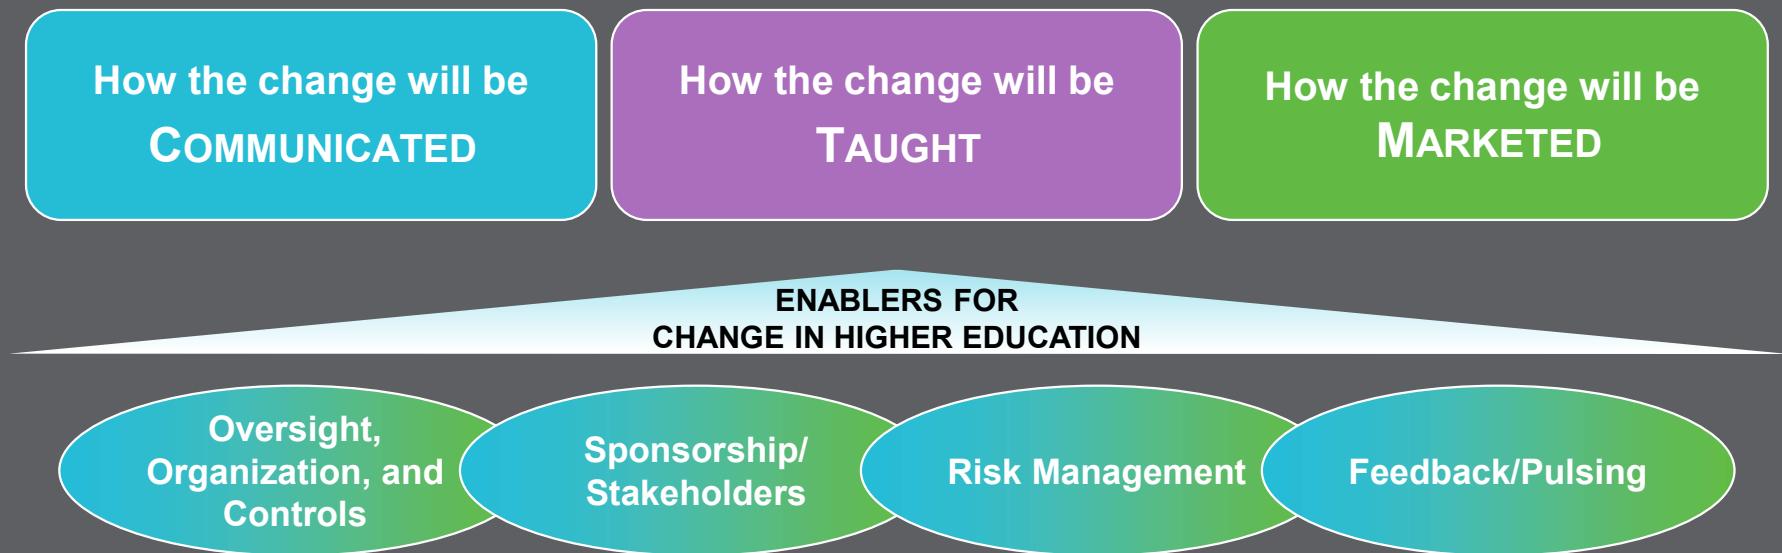 How the change will be
COMMUNICATED
How the change will be
TAUGHT
How the change will be
MARKETED
ENABLERS FOR
CHANGE IN HIGHER EDUCATION
Oversight,
Organization, and
Controls
Sponsorship/
Stakeholders
Risk Management
Feedback/Pulsing